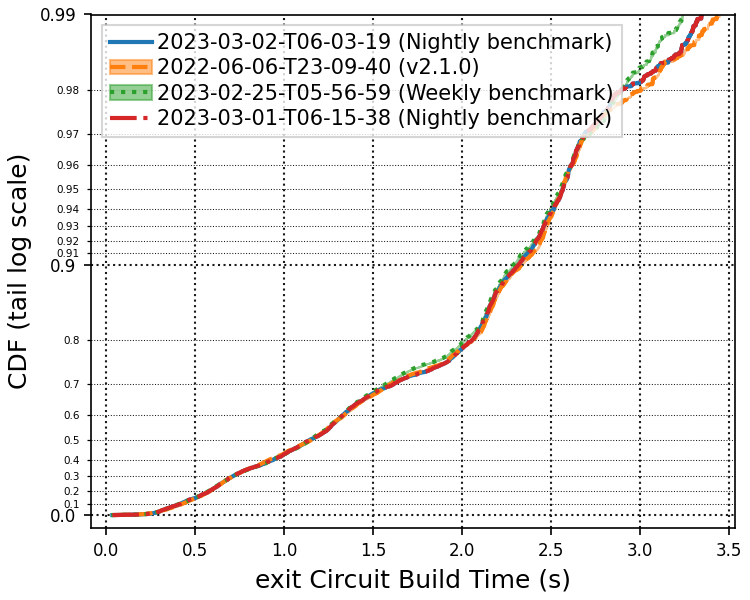 0.99
2023-03-02-T06-03-19 (Nightly benchmark)
2022-06-06-T23-09-40 (v2.1.0)
2023-02-25-T05-56-59 (Weekly benchmark)
2023-03-01-T06-15-38 (Nightly benchmark)
0.98
0.97
0.96
0.95
0.94
0.93
0.92
0.91
0.9
0.8
0.7
0.6
0.5
0.4
0.3
0.2
0.1
0.0
CDF (tail log scale)
0.0 0.5 1.0 1.5 2.0 2.5 3.0 3.5
exit Circuit Build Time (s)